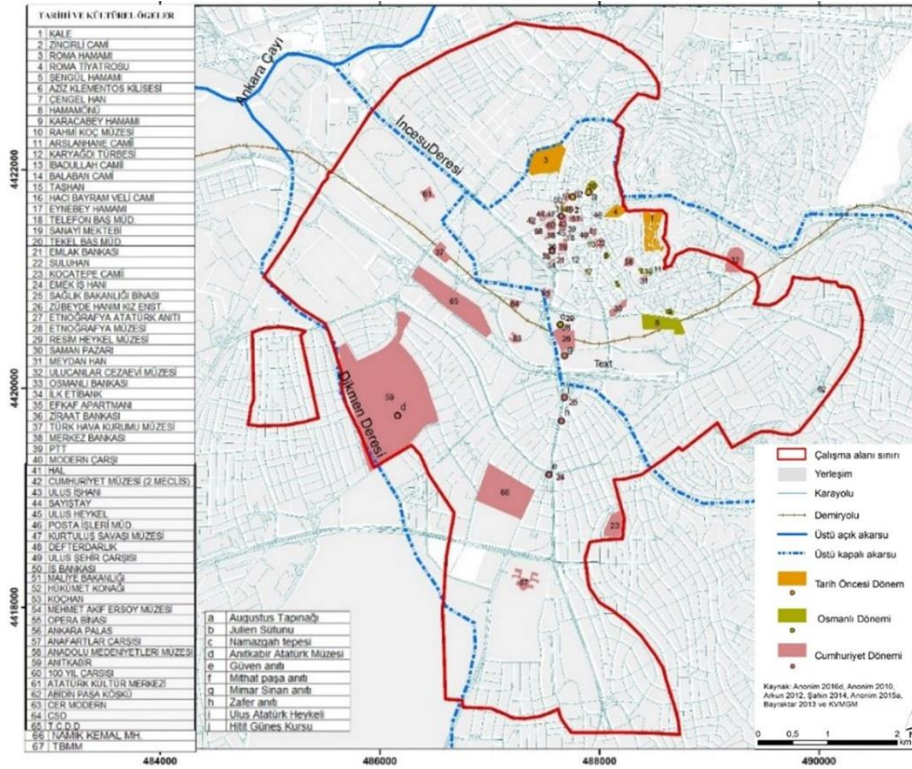 TARİHİ VE KÜLTÜREL ÖGELER
1 KALE
2 ZİNCİRLİ CAMİ
3 ROMA HAMAMI
4 ROMA TİYATROSU
5 ŞENGÜL HAMAMI
6 AZİZ KLEMENTOS KİLİSESİ
7 ÇENGEL HAN
8 HAMAMÖNÜ
9 KARACABEY HAMAMI
10 RAHMİ KOÇ MÜZESİ
11 ARSLANHANE CAMİİ
12 KARYAĞDI TÜRBESİ
13 İBADULLAH CAMİİ
14 BALABAN CAMİİ
15 TAŞHAN
16 HACI BAYRAM VELİ CAMİ
17 EYNEBEY HAMAMI
18 TELEFON BAŞ MÜD.
19 SANAYİ MEKTEBİ
20 TEKEL BAŞ MÜD.
21 EMLAK BANKASI
22 SULUHAN
23 KOCATEPE CAMİİ
24 EMEK İŞ HANI
25 SAĞLIK BAKANLIĞI BİNASI
26 ZÜBEYDE HANIM KIZ ENST.
27 ETNOĞRAFYA ATATÜRK ANITI
28 ETNOĞRAFYA MÜZESİ
29 RESİM HEYKEL MÜZESİ
30 SAMAN PAZARI
31 MEYDAN HAN
32 ULUCANLAR CEZAEVİ MÜZESİ
33 OSMANLI BANKASI
34 İLK ETİBANK
35 EFKAF APARTMANI
36 ZİRAAT BANKASI
37 TÜRK HAVA KURUMU MÜZESİ
38 MERKEZ BANKASI
39 PTT
40 MODERN ÇARŞI
41 HAL
42 CUMHURİYET MÜZESİ (2.MECLİS)
43 ULUS İŞHANI
44 SAYIŞTAY
45 ULUS HEYKEL
46 POSTA İŞLERİ MÜD
47 KURTULUŞ SAVAŞI MÜZESİ
48 DEFTERDARLIK
49 ULUS ŞEHİR ÇARŞISI
50 İŞ BANKASI
51 MALİYE BAKANLIĞI
52 HÜKÜMET KONAĞI
53 KOÇHAN
54 MEHMET AKİF ERSOY MÜZESİ
55 OPERA BİNASI
56 ANKARA PALAS
57 ANAFARTLAR ÇARŞISI
58 ANADOLU MEDENİYETLERİ MÜZESİ
59 ANITKABİR
60 100 YIL ÇARŞISI
61 ATATÜRK KÜLTÜR MERKEZİ
62 ABİDİN PAŞA KÖŞKÜ
63 CER MODERN
64 CSO
65 T.C.D.D
66 NAMIK KEMAL MH.
67 TBMM
a Augustus Tapınağı
b Julien Sütunu
c Namazgah tepesi
d Anıtkabir Atatürk Müzesi
e Güven anıtı
f Mithat paşa anıtı
g Mimar Sinan anıtı
h Zafer anıtı
i Ulus Atatürk Heykeli
j Hitit Güneş Kursu
Ankara Çayı
İncesuDeresi
Dikmen Deresi
Text
3
4
1
32
37
65
59
d
8
28
66
23
62
24
Çalışma alanı sınırı
Yerleşim
Karayolu
Demiryolu
Üstü açık akarsu
Üstü kapalı akarsu
Tarih Öncesi Dönem
Osmanlı Dönemi
Cumhuriyet Dönemi
Kaynak: Anonim 2016d, Anonim 2010,
Arkun 2012, Şahin 2014, Anonim 2015a,
Bayraktar 2013 ve KVMGM
0 0,5 1 2
km
4422000
4420000
4418000
484000 486000 488000 490000